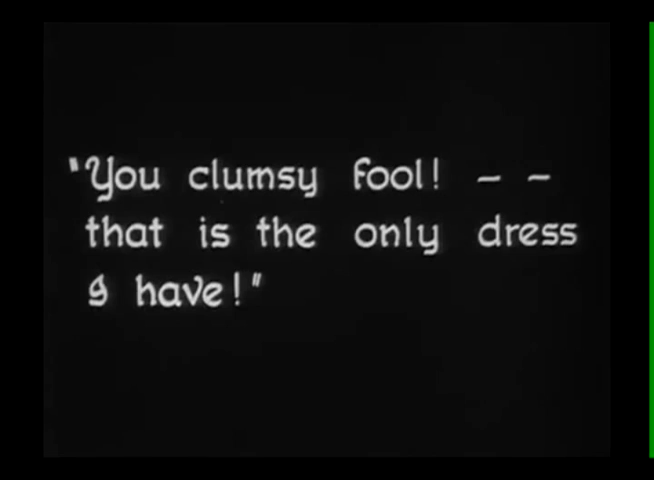 "You clumsy fool! – –
that is the only dress
I have!"